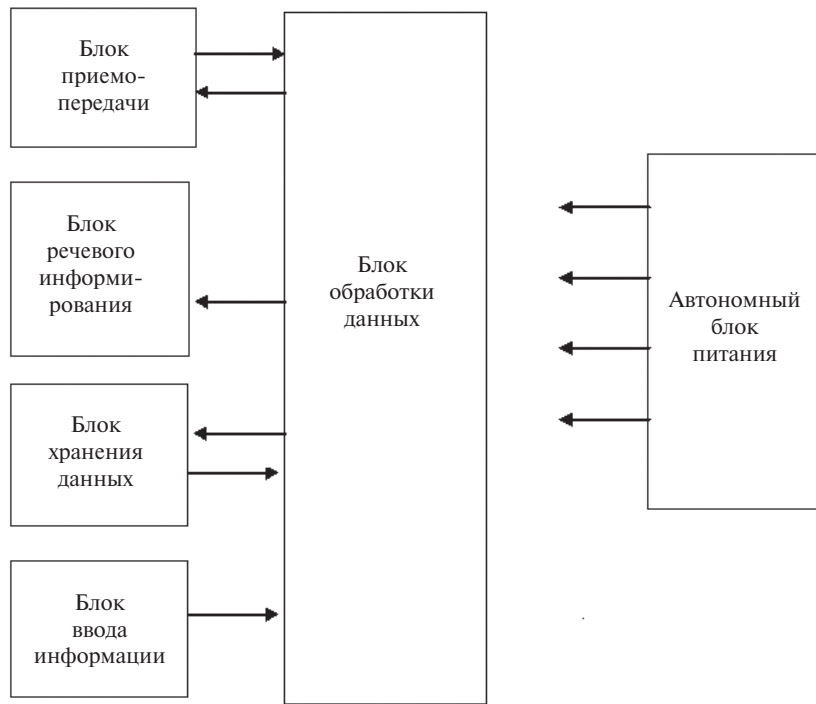 Блок
приемо-
передачи
Блок
речевого
информи-
рования
Блок
хранения
данных
Блок
ввода
информации
Блок
обработки
данных
Автономный
блок
питания